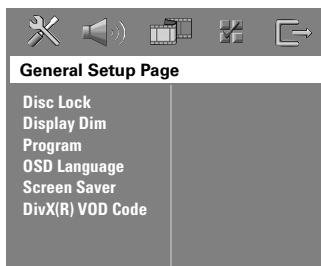 General Setup Page
Disc Lock
Display Dim
Program
OSD Language
Screen Saver
DivX(R) VOD Code